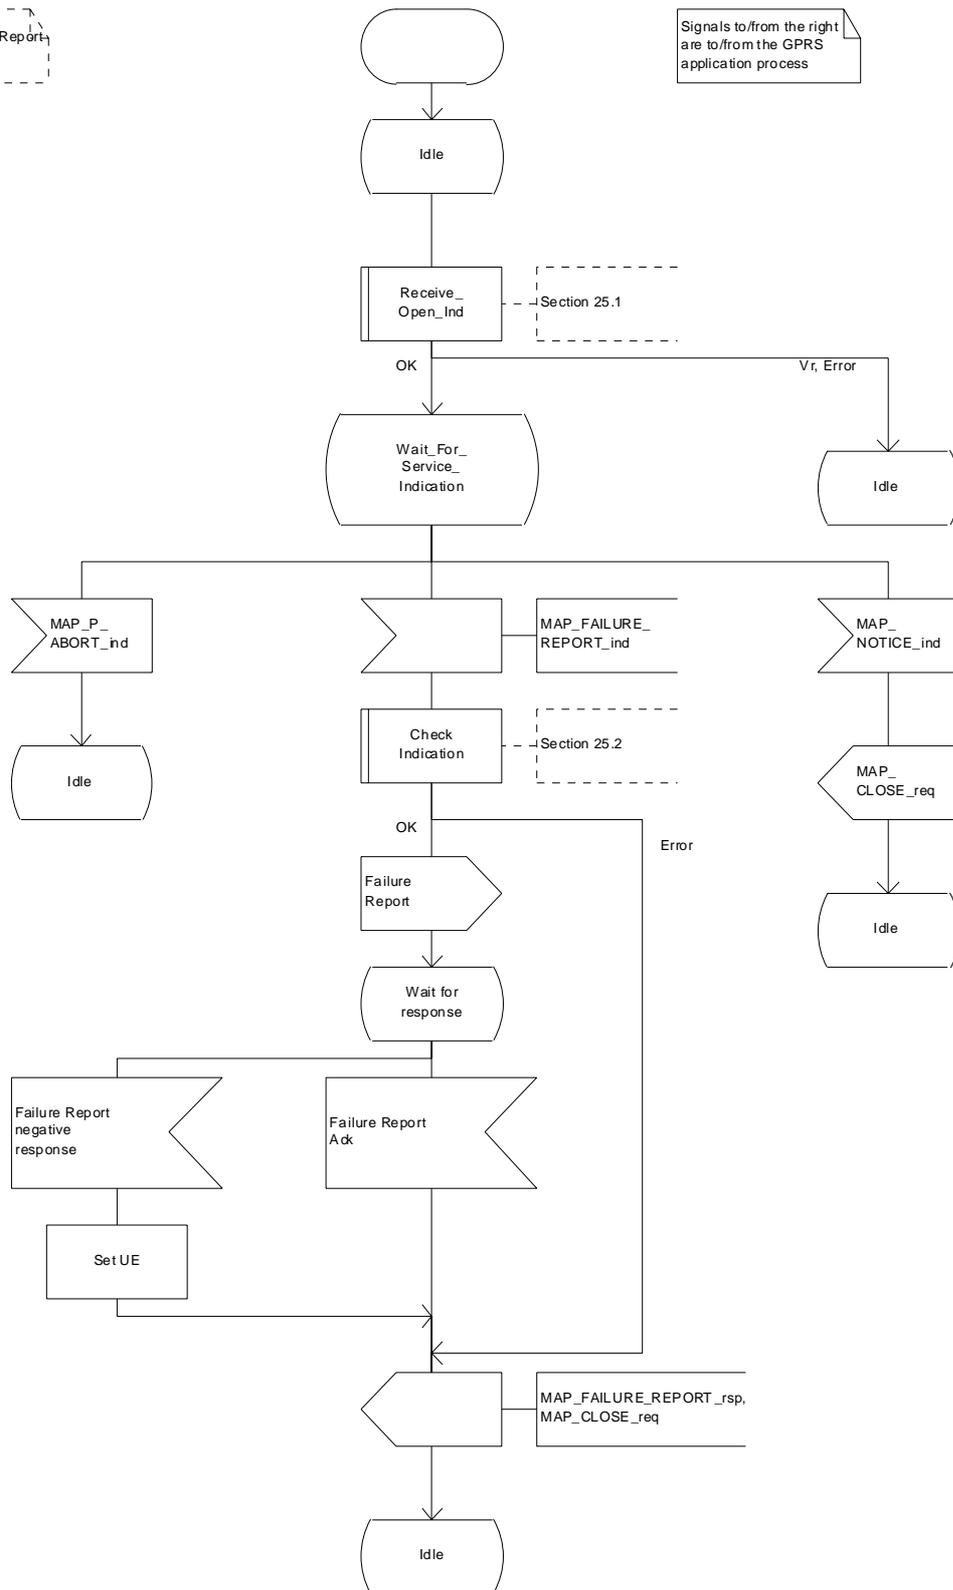 Report
Signals to/from the right
are to/from the GPRS
application process
Idle
Receive_
Open_Ind
Section 25.1
OK
Vr, Error
Wait_For_
Service_
Indication
Idle
MAP_P_
ABORT_ind
MAP_FAILURE_
REPORT_ind
MAP_
NOTICE_ind
Check
Indication
Section 25.2
Idle
MAP_
CLOSE_req
OK
Error
Failure
Report
Idle
Wait for
response
Failure Report
negative
response
Failure Report
Ack
Set UE
MAP_FAILURE_REPORT_rsp,
MAP_CLOSE_req
Idle